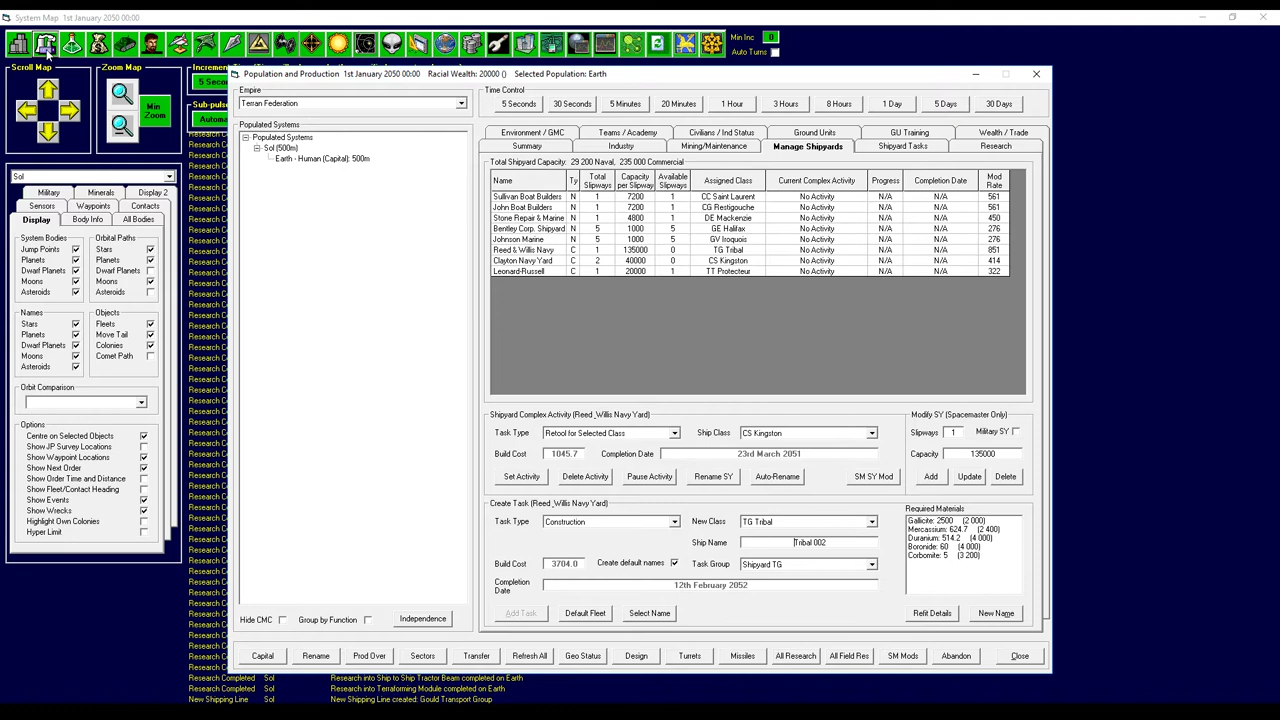 System Map  1st January 2050 00:00
Min Inc 0
Auto Turns
Scroll Map
Zoom Map
Min Zoom
Sol
Military Minerals Display 2
Sensors Waypoints Contacts
Display Body Info All Bodies
System Bodies Orbital Paths
Jump Points Stars
Planets Planets
Dwarf Planets Dwarf Planets
Moons Moons
Asteroids Asteroids
Names Objects
Stars Fleets
Planets Move Tail
Dwarf Planets Colonies
Moons Comet Path
Asteroids
Orbit Comparison
Options
Centre on Selected Objects
Show JP Survey Locations
Show Waypoint Locations
Show Next Order
Show Order Time and Distance
Show Fleet/Contact Heading
Show Events
Show Wrecks
Highlight Own Colonies
Hyper Limit
Population and Production  1st January 2050 00:00  Racial Wealth: 20000 ()  Selected Population: Earth
Empire
Terran Federation
Populated Systems
Populated Systems
Sol (500m)
Earth - Human (Capital): 500m
Hide CMC Group by Function Independence
Time Control
5 Seconds 30 Seconds 5 Minutes 20 Minutes 1 Hour 3 Hours 8 Hours 1 Day 5 Days 30 Days
Environment / GMC Teams / Academy Civilians / Ind Status Ground Units GU Training Wealth / Trade
Summary Industry Mining/Maintenance Manage Shipyards Shipyard Tasks Research
Total Shipyard Capacity:  29 200 Naval,  235 000 Commercial
Name Ty Total Slipways Capacity per Slipway Available Slipways Assigned Class Current Complex Activity Progress Completion Date Mod Rate
Sullivan Boat Builders N 1 7200 1 CC Saint Laurent No Activity N/A N/A 561
John Boat Builders N 1 7200 1 CG Restigouche No Activity N/A N/A 561
Stone Repair & Marine N 1 4800 1 DE Mackenzie No Activity N/A N/A 450
Bentley Corp. Shipyard N 5 1000 5 GE Halifax No Activity N/A N/A 276
Johnson Marine N 5 1000 5 GV Iroquois No Activity N/A N/A 276
Reed & Willis Navy C 1 135000 0 TG Tribal No Activity N/A N/A 851
Clayton Navy Yard C 2 40000 0 CS Kingston No Activity N/A N/A 414
Leonard-Russell C 1 20000 1 TT Protecteur No Activity N/A N/A 322
Shipyard Complex Activity (Reed _Willis Navy Yard)
Task Type Retool for Selected Class Ship Class CS Kingston
Build Cost 1045.7 Completion Date 23rd March 2051
Set Activity Delete Activity Pause Activity Rename SY Auto-Rename SM SY Mod
Modify SY (Spacemaster Only)
Slipways 1 Military SY
Capacity 135000
Add Update Delete
Create Task (Reed _Willis Navy Yard)
Task Type Construction New Class TG Tribal
Ship Name Tribal 002
Build Cost 3704.0 Create default names Task Group Shipyard TG
Completion Date 12th February 2052
Add Task Default Fleet Select Name
Required Materials
Gallicite: 2500 (2 000)
Mercassium: 624.7 (2 400)
Duranium: 514.2 (4 000)
Boronide: 60 (4 000)
Corbomite: 5 (3 200)
Refit Details New Name
Capital Rename Prod Over Sectors Transfer Refresh All Geo Status Design Turrets Missiles All Research All Field Res SM Mods Abandon Close
Research Completed Sol Research into Ship to Ship Tractor Beam completed on Earth
Research Completed Sol Research into Terraforming Module completed on Earth
New Shipping Line Sol New Shipping Line created: Gould Transport Group